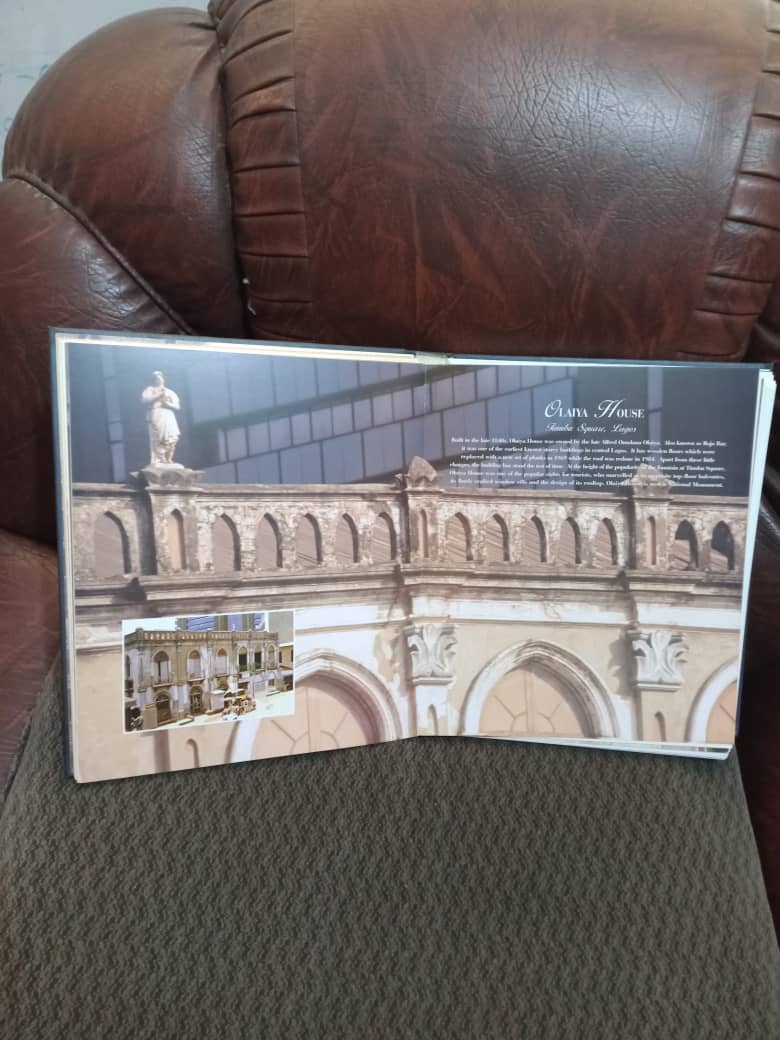 OLAIYA HOUSE
Tinubu Square, Lagos
Built in the late Olaiya House was owned by the late Alfred Omolana Olaiya. Also known as
it was one of the earliest known storey buildings in central Lagos. It has wooden floors which were
replaced with a new set of planks in 1969 while the roof was redone in 1984. Apart from these little
changes, the building has stood the test of time. At the height of the popularity of the fountain at Tinubu Square,
Olaiya House was one of the popular sights for tourists, who marvelled at its top floor balconies,
its finely crafted window sills and the design of its rooftop. National Monument.